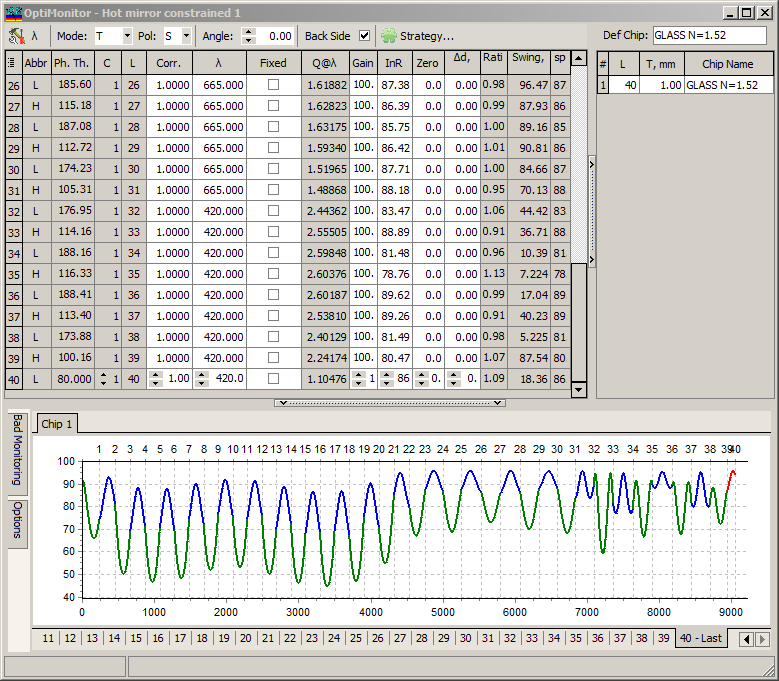 OptiMonitor - Hot mirror constrained 1
λ Mode: T Pol: S Angle: 0.00 Back Side Strategy... Def Chip: GLASS N=1.52
Abbr Ph. Th. C L Corr. λ Fixed Q@λ Gain InR Zero Δd, Rati Swing, sp
# L T, mm Chip Name
1 40 1.00 GLASS N=1.52
26 L 185.60 1 26 1.0000 665.000 1.61882 100. 87.38 0.0 0.00 0.98 96.47 87
27 H 115.18 1 27 1.0000 665.000 1.62823 100. 86.39 0.0 0.00 0.99 87.93 86
28 L 187.08 1 28 1.0000 665.000 1.63175 100. 85.75 0.0 0.00 1.00 89.16 85
29 H 112.72 1 29 1.0000 665.000 1.59340 100. 86.42 0.0 0.00 1.01 90.81 86
30 L 174.23 1 30 1.0000 665.000 1.51965 100. 87.71 0.0 0.00 1.00 84.66 87
31 H 105.31 1 31 1.0000 665.000 1.48868 100. 88.18 0.0 0.00 0.95 70.13 88
32 L 176.95 1 32 1.0000 420.000 2.44362 100. 83.47 0.0 0.00 1.06 44.42 83
33 H 114.44 1 33 1.0000 420.000 2.55505 100. 88.89 0.0 0.00 0.91 36.71 88
34 L 188.16 1 34 1.0000 420.000 2.59848 100. 81.48 0.0 0.00 0.96 10.39 81
35 H 116.33 1 35 1.0000 420.000 2.60376 100. 78.76 0.0 0.00 1.13 7.224 78
36 L 188.41 1 36 1.0000 420.000 2.60187 100. 89.62 0.0 0.00 0.99 17.04 89
37 H 113.40 1 37 1.0000 420.000 2.53810 100. 89.26 0.0 0.00 0.91 40.23 89
38 L 173.88 1 38 1.0000 420.000 2.40129 100. 81.49 0.0 0.00 0.98 5.225 81
39 H 100.16 1 39 1.0000 420.000 2.24174 100. 80.47 0.0 0.00 1.07 87.54 80
40 L 80.000 1 40 1.00 420.0 1.10476 1 86 0. 0. 1.09 18.36 86
Bad Monitoring
Options
Chip 1
1 2 3 4 5 6 7 8 9 10 11 12 13 14 15 16 17 18 19 20 21 22 23 24 25 26 27 28 29 30 31 32 33 34 35 36 37 38 39 40
100
90
80
70
60
50
40
0 1000 2000 3000 4000 5000 6000 7000 8000 9000
11 12 13 14 15 16 17 18 19 20 21 22 23 24 25 26 27 28 29 30 31 32 33 34 35 36 37 38 39 40 - Last